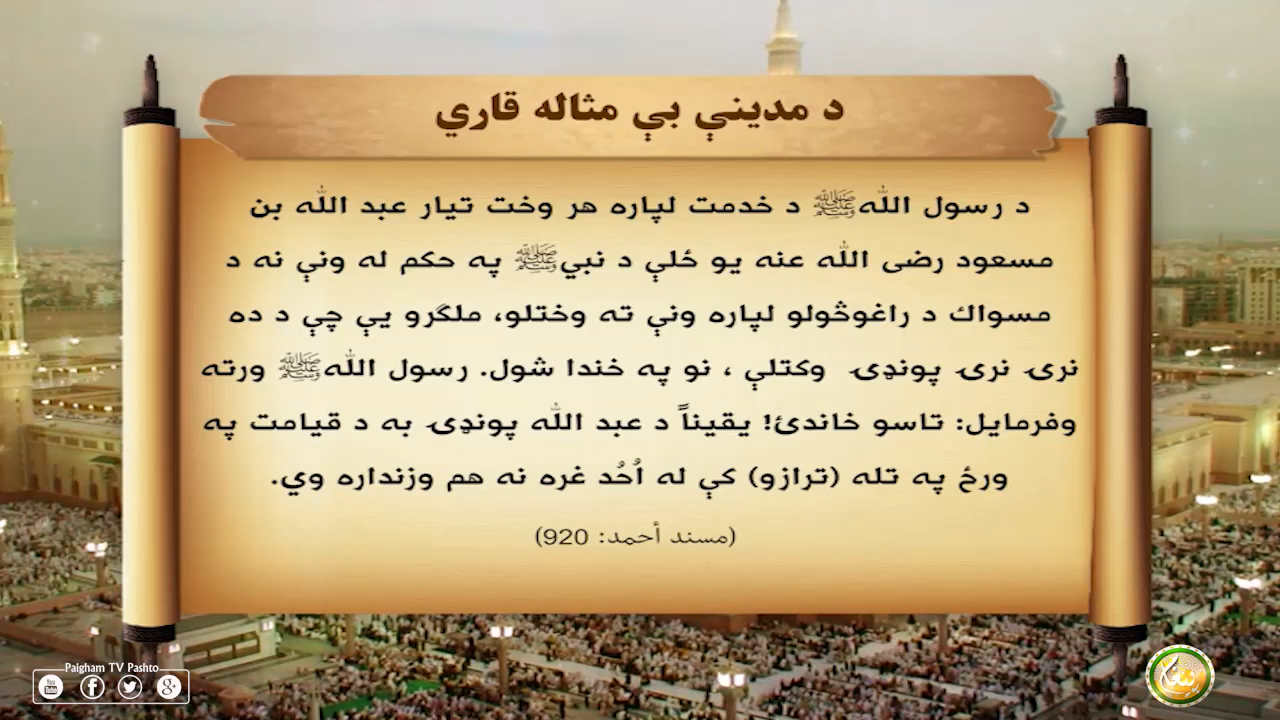 د مدينې بې مثاله قاري
د رسول اللهﷺ د خدمت لپاره هر وخت تيار عبد الله بن
مسعود رضی الله عنه يو ځلې د نبيﷺ په حکم له ونې نه د
مسواك د راغوڅولو لپاره ونې ته وختلو، ملګرو يې چې د ده
نرۍ نرۍ پونډۍ وکتلې ، نو په خندا شول. رسول اللهﷺ ورته
وفرمايل: تاسو خاندئ! يقيناً د عبد الله پونډۍ به د قيامت په
ورځ په تله (ترازو) کې له اُحُد غره نه هم وزنداره وي.
(مسند أحمد: 920)
Paigham TV Pashto
You Tube
پیغام